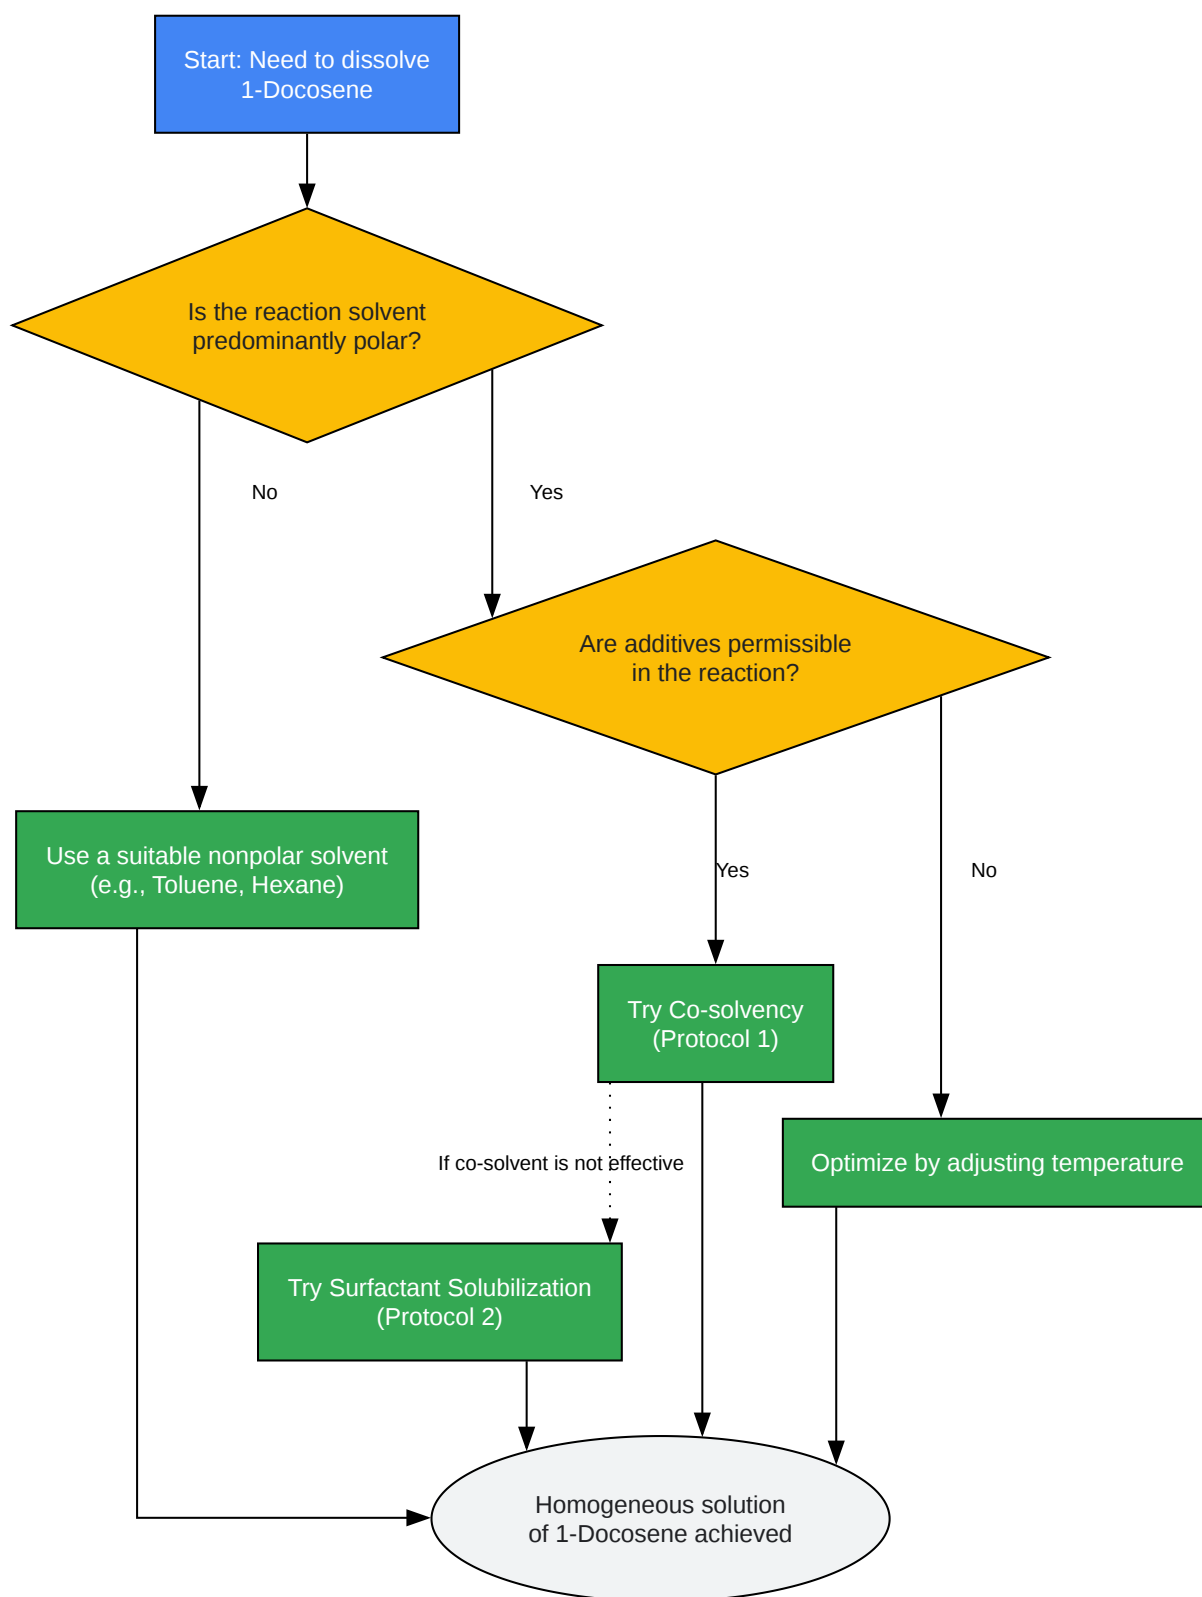 Start: Need to dissolve
1-Docosene
Is the reaction solvent
predominantly polar?
No
Yes
Are additives permissible
in the reaction?
Use a suitable nonpolar solvent
(e.g., Toluene, Hexane)
Yes
No
Try Co-solvency
(Protocol 1)
If co-solvent is not effective
Optimize by adjusting temperature
Try Surfactant Solubilization
(Protocol 2)
Homogeneous solution
of 1-Docosene achieved